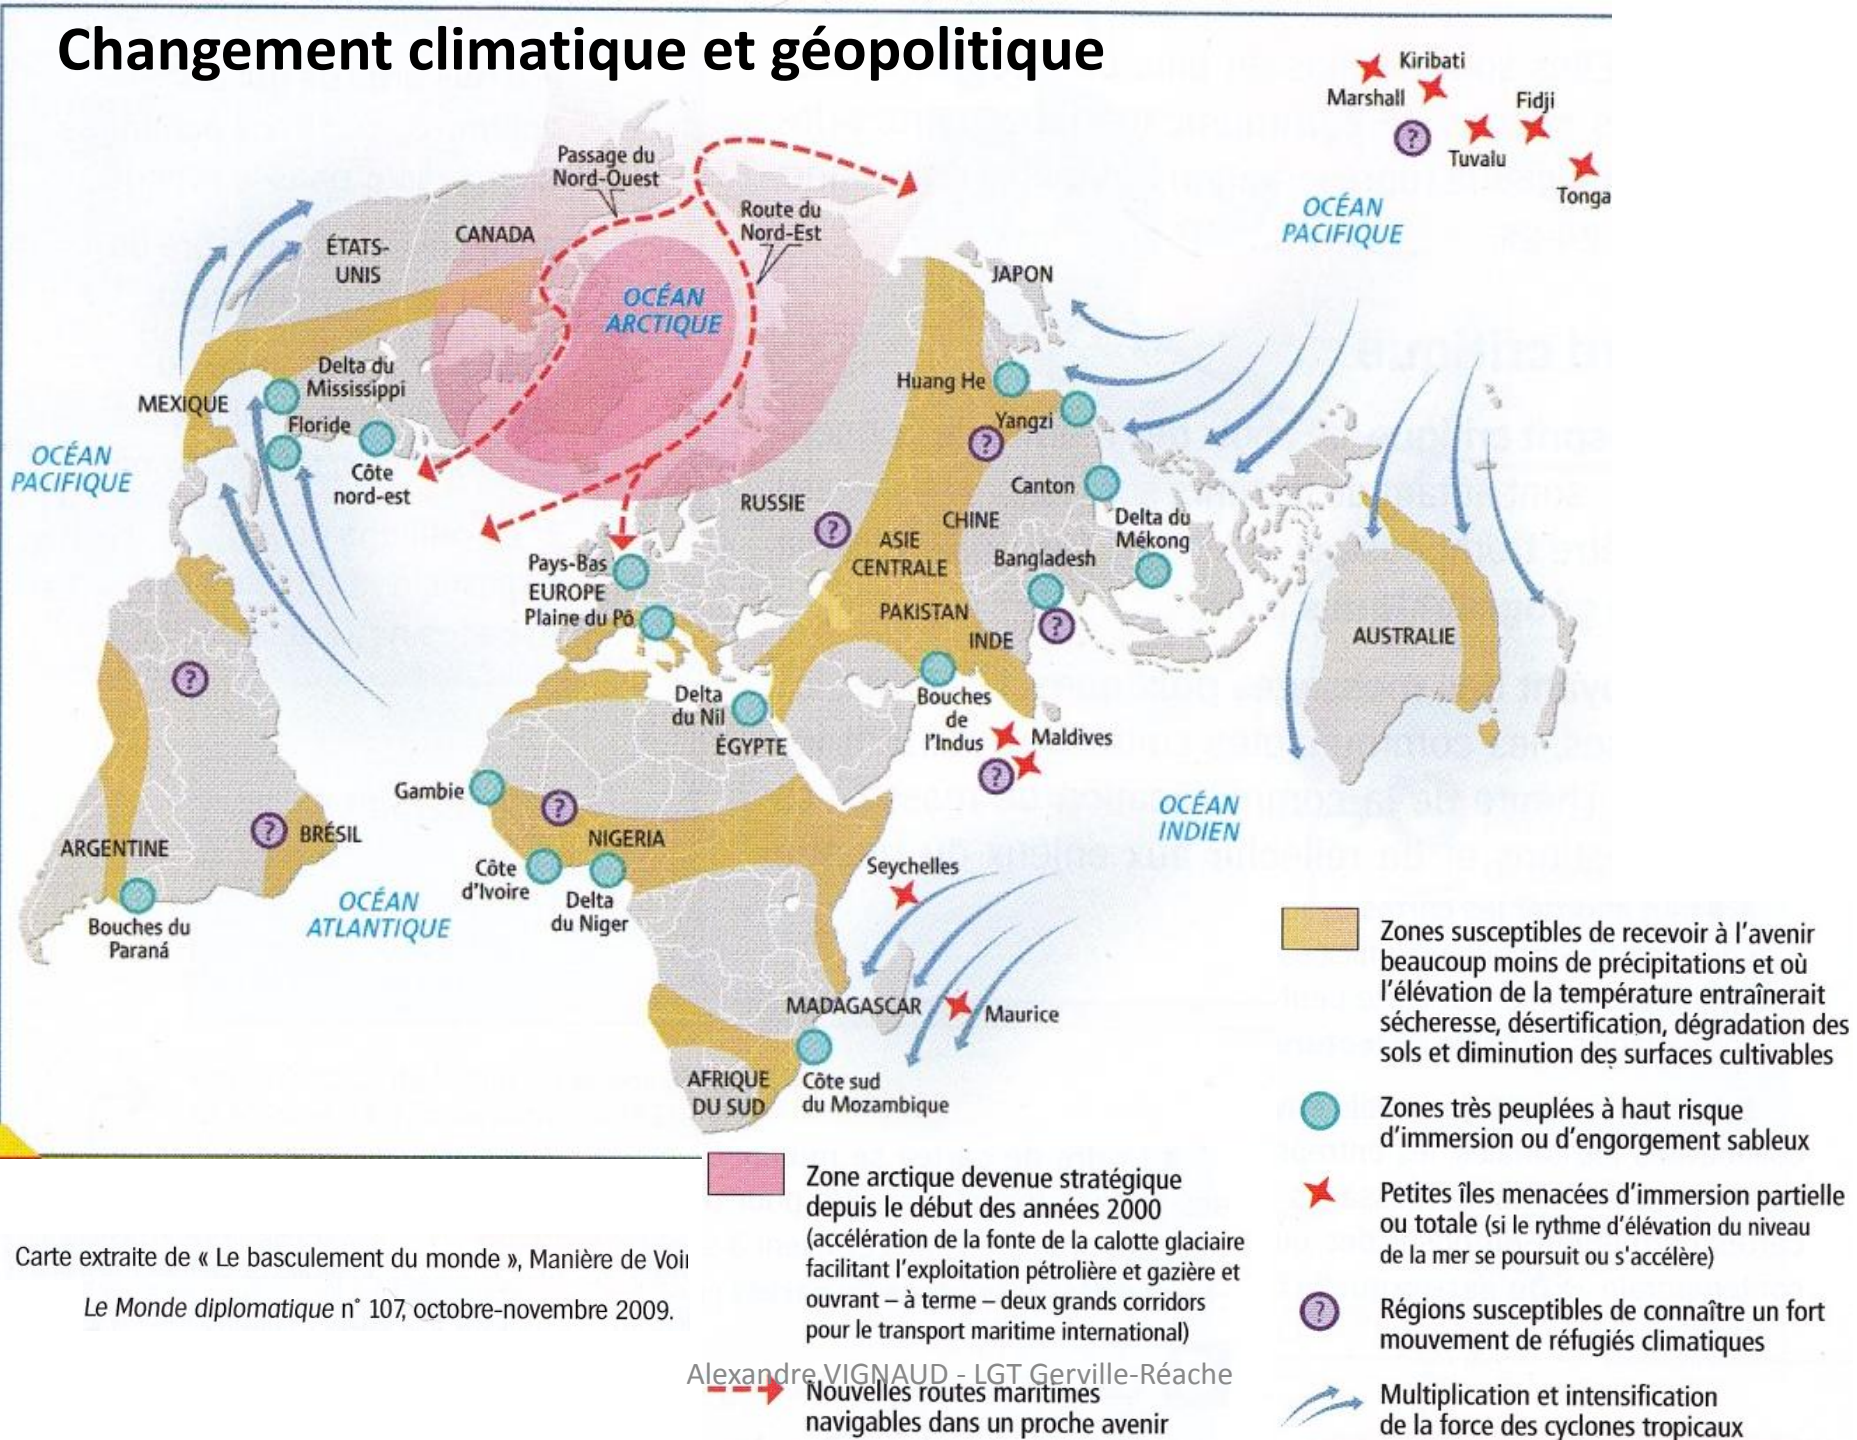 Changement climatique et géopolitique
Kiribati
Marshall
Fidji
?
Tuvalu
Tonga
OCÉAN
PACIFIQUE
Passage du
Nord-Ouest
Route du
Nord-Est
CANADA
ÉTATS-
UNIS
OCÉAN
ARCTIQUE
JAPON
Delta du
Mississippi
MEXIQUE
Floride
Côte
nord-est
OCÉAN
PACIFIQUE
Huang He
Yangzi
?
Canton
RUSSIE
?
CHINE
ASIE
CENTRALE
Delta du
Mékong
Bangladesh
Pays-Bas
EUROPE
Plaine du Pô
PAKISTAN
INDE
?
AUSTRALIE
?
Delta
du Nil
ÉGYPTE
Bouches
de
l'Indus
Maldives
?
Gambie
?
OCÉAN
INDIEN
?
BRÉSIL
ARGENTINE
NIGERIA
Côte
d'Ivoire
Delta
du Niger
Seychelles
OCÉAN
ATLANTIQUE
Bouches du
Paraná
MADAGASCAR
Maurice
AFRIQUE
DU SUD
Côte sud
du Mozambique
Zones susceptibles de recevoir à l'avenir
beaucoup moins de précipitations et où
l'élévation de la température entraînerait
sécheresse, désertification, dégradation des
sols et diminution des surfaces cultivables
Zones très peuplées à haut risque
d'immersion ou d'engorgement sableux
Petites îles menacées d'immersion partielle
ou totale (si le rythme d'élévation du niveau
de la mer se poursuit ou s'accélère)
?
Régions susceptibles de connaître un fort
mouvement de réfugiés climatiques
Multiplication et intensification
de la force des cyclones tropicaux
Zone arctique devenue stratégique
depuis le début des années 2000
(accélération de la fonte de la calotte glaciaire
facilitant l'exploitation pétrolière et gazière et
ouvrant – à terme – deux grands corridors
pour le transport maritime international)
Nouvelles routes maritimes
navigables dans un proche avenir
Carte extraite de « Le basculement du monde », Manière de Voir
Le Monde diplomatique n° 107, octobre-novembre 2009.
Alexandre VIGNAUD - LGT Gerville-Réache